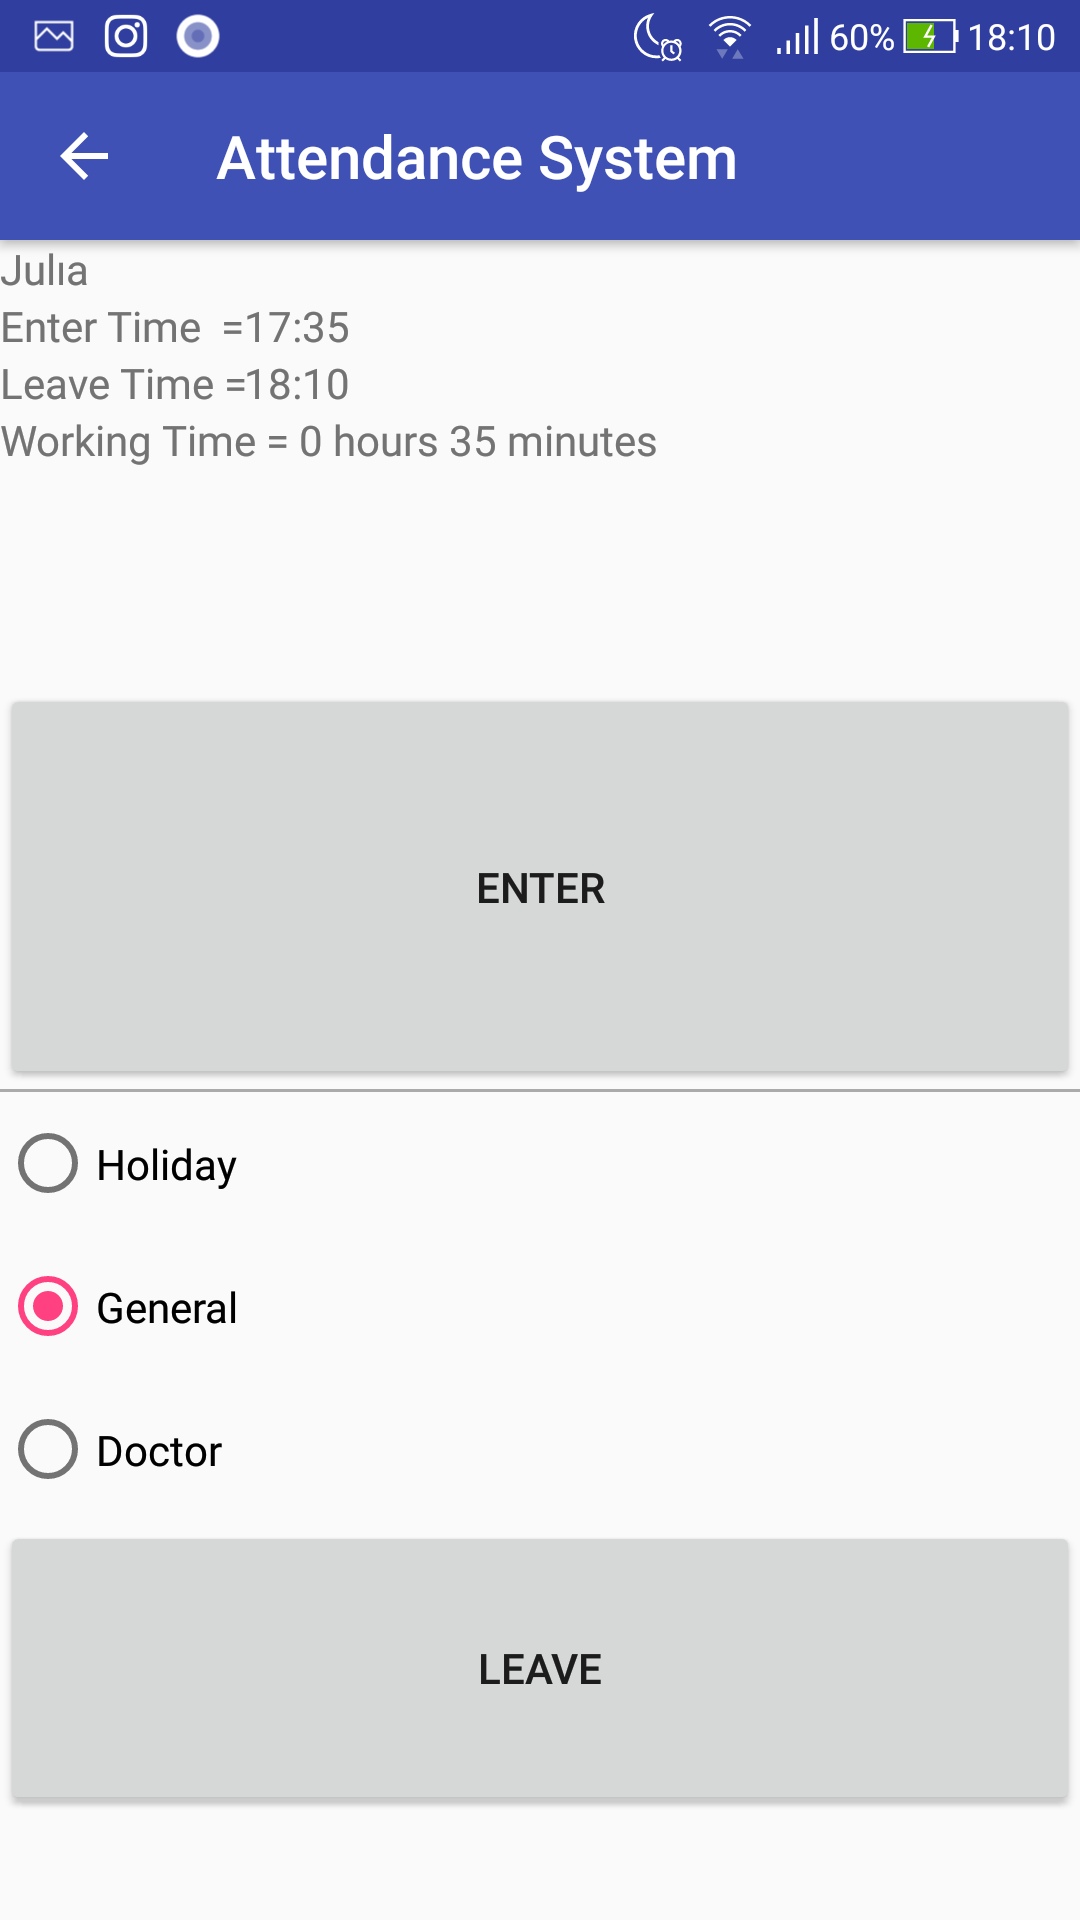 60% 18:10
Attendance System
Julıa
Enter Time  =17:35
Leave Time =18:10
Working Time = 0 hours 35 minutes
ENTER
Holiday
General
Doctor
LEAVE